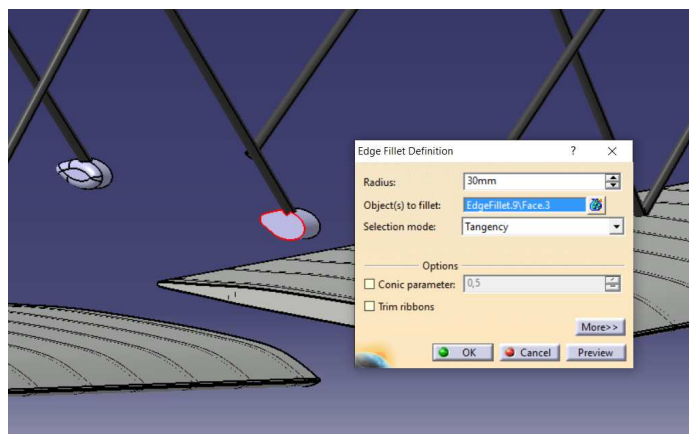 Edge Fillet Definition ? ×
Radius: 30mm
Object(s) to fillet: EdgeFillet.9\Face.3
Selection mode: Tangency
Options
Conic parameter: 0,5
Trim ribbons
More>>
OK Cancel Preview